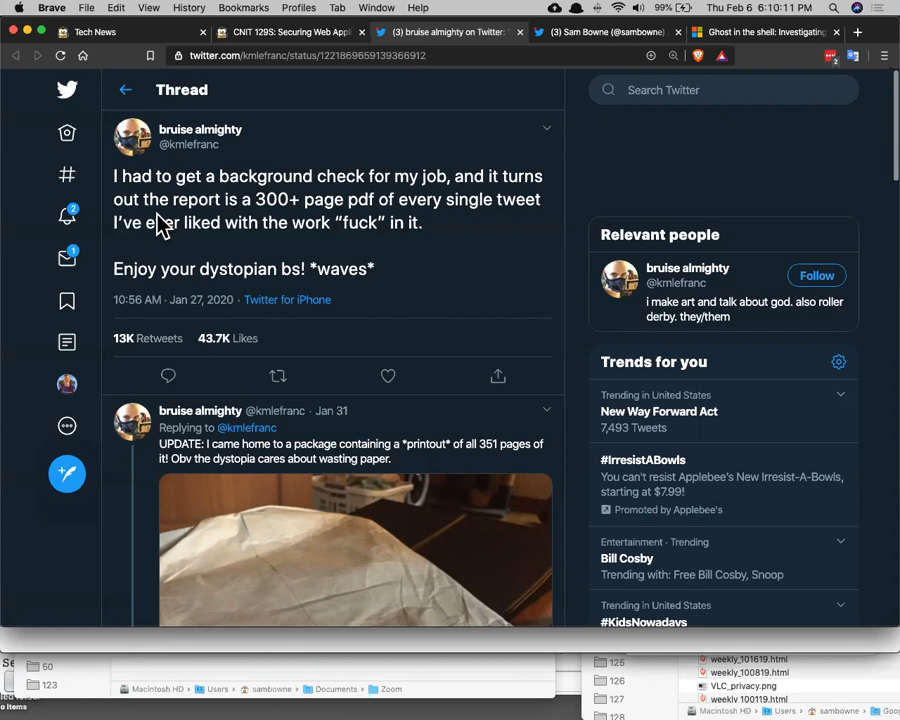 Brave File Edit View History Bookmarks Profiles Tab Window Help 99% Thu Feb 6 6:10:11 PM
Tech News
CNIT 129S: Securing Web Appl
(3) bruise almighty on Twitter: "
(3) Sam Bowne (@sambowne) /
Ghost in the shell: Investigating
twitter.com/kmlefranc/status/1221869659139366912
2
Thread
Search Twitter
bruise almighty
@kmlefranc
I had to get a background check for my job, and it turns
out the report is a 300+ page pdf of every single tweet
I've ever liked with the work "fuck" in it.
Enjoy your dystopian bs! *waves*
10:56 AM · Jan 27, 2020 · Twitter for iPhone
13K Retweets 43.7K Likes
bruise almighty @kmlefranc · Jan 31
Replying to @kmlefranc
UPDATE: I came home to a package containing a *printout* of all 351 pages of
it! Obv the dystopia cares about wasting paper.
2
1
Relevant people
bruise almighty
@kmlefranc
Follow
i make art and talk about god. also roller
derby. they/them
Trends for you
Trending in United States
New Way Forward Act
7,493 Tweets
#IrresistABowls
You can't resist Applebee's New Irresist-A-Bowls,
starting at $7.99!
Promoted by Applebee's
Entertainment · Trending
Bill Cosby
Trending with: Free Bill Cosby, Snoop
Trending in United States
#KidsNowadays
50
123
Macintosh HD › Users › sambowne › Documents › Zoom
125
126
127
128
weekly_101619.html
weekly_100819.html
VLC_privacy.png
weekly_100119.html
Macintosh HD › Users › sambowne › Goo